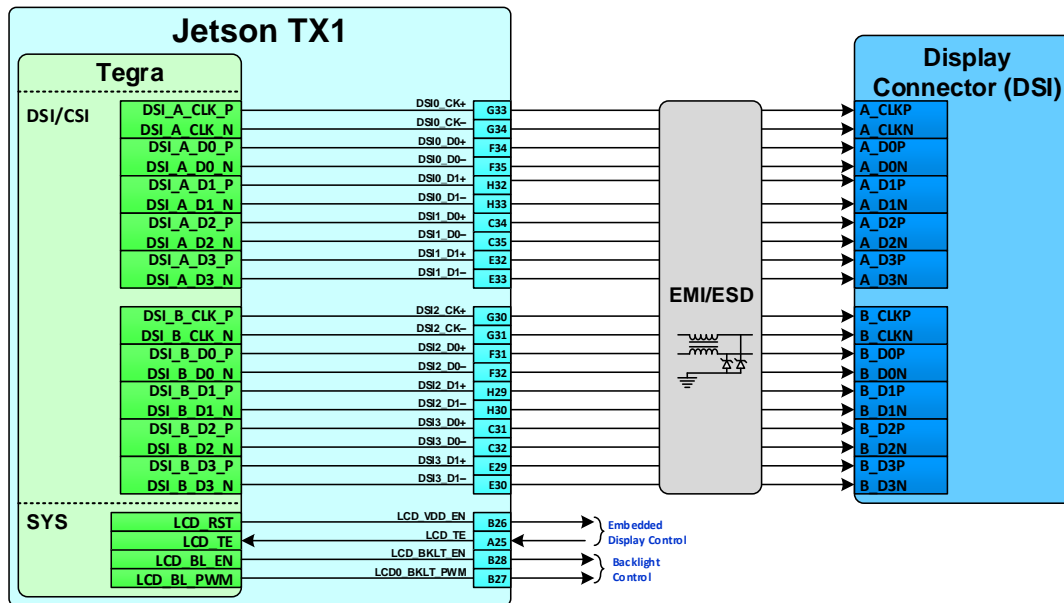 Jetson TX1
Tegra
Display
Connector (DSI)
DSI/CSI
DSI_A_CLK_P DSI0_CK+ G33 A_CLKP
DSI_A_CLK_N DSI0_CK– G34 A_CLKN
DSI_A_D0_P DSI0_D0+ F34 A_D0P
DSI_A_D0_N DSI0_D0– F35 A_D0N
DSI_A_D1_P DSI0_D1+ H32 A_D1P
DSI_A_D1_N DSI0_D1– H33 A_D1N
DSI_A_D2_P DSI1_D0+ C34 A_D2P
DSI_A_D2_N DSI1_D0– C35 A_D2N
DSI_A_D3_P DSI1_D1+ E32 A_D3P
DSI_A_D3_N DSI1_D1– E33 A_D3N
EMI/ESD
DSI_B_CLK_P DSI2_CK+ G30 B_CLKP
DSI_B_CLK_N DSI2_CK– G31 B_CLKN
DSI_B_D0_P DSI2_D0+ F31 B_D0P
DSI_B_D0_N DSI2_D0– F32 B_D0N
DSI_B_D1_P DSI2_D1+ H29 B_D1P
DSI_B_D1_N DSI2_D1– H30 B_D1N
DSI_B_D2_P DSI3_D0+ C31 B_D2P
DSI_B_D2_N DSI3_D0– C32 B_D2N
DSI_B_D3_P DSI3_D1+ E29 B_D3P
DSI_B_D3_N DSI3_D1– E30 B_D3N
SYS
LCD_RST LCD_VDD_EN B26
LCD_TE LCD_TE A25
Embedded
Display Control
LCD_BL_EN LCD_BKLT_EN B28
LCD_BL_PWM LCD0_BKLT_PWM B27
Backlight
Control